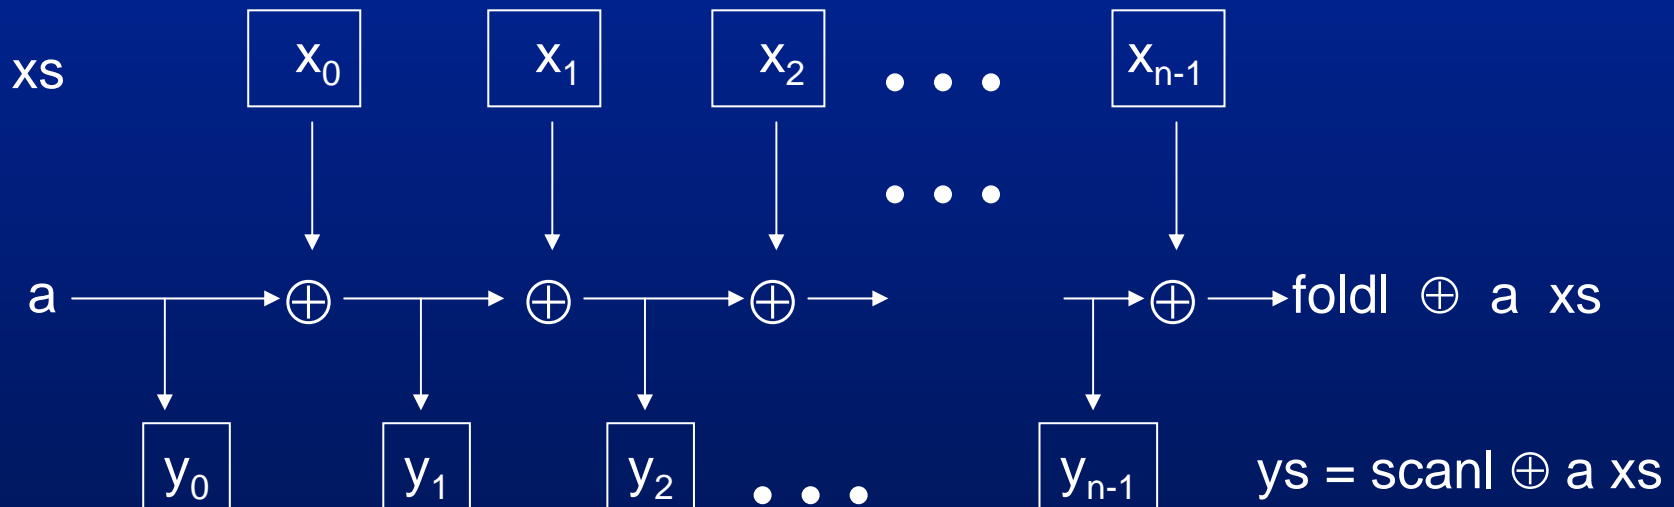 xs x₀ x₁ x₂ • • • xₙ₋₁
• • •
a ⊕ ⊕ ⊕ ⊕ foldl ⊕ a xs
y₀ y₁ y₂ • • • yₙ₋₁ ys = scanl ⊕ a xs